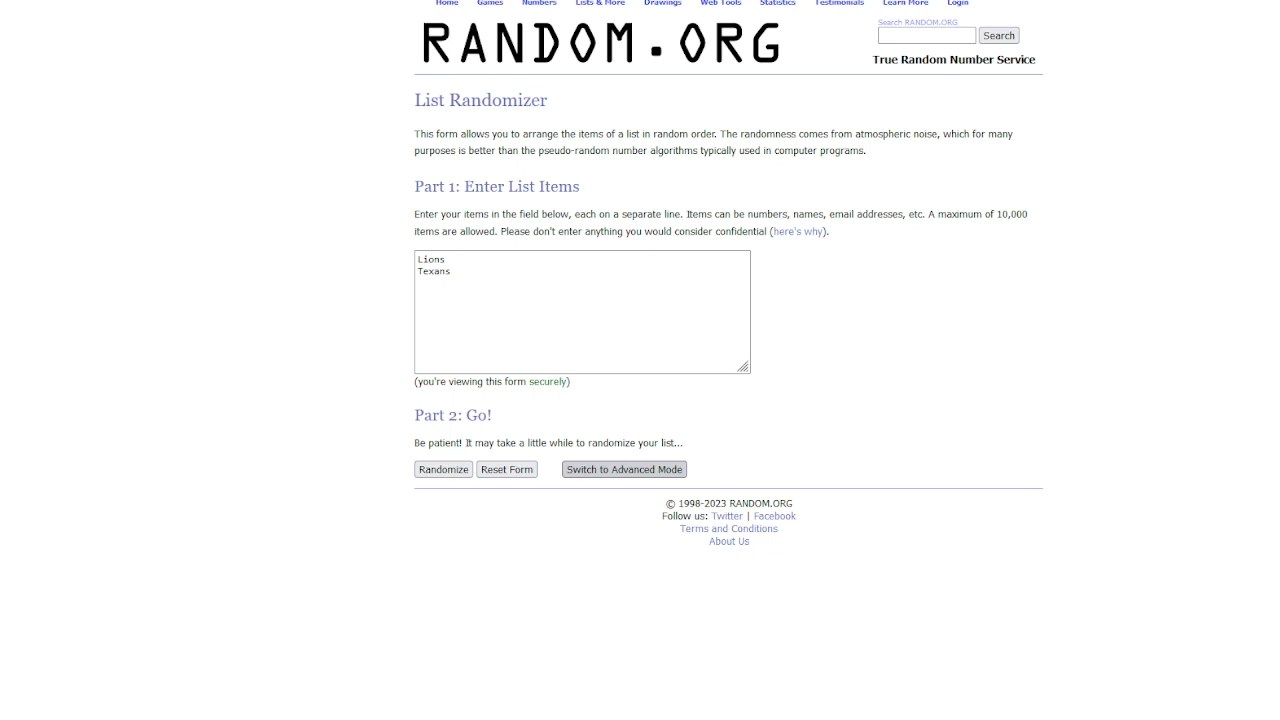 Home Games Numbers Lists & More Drawings Web Tools Statistics Testimonials Learn More Login
RANDOM.ORG
Search RANDOM.ORG
Search
True Random Number Service
List Randomizer
This form allows you to arrange the items of a list in random order. The randomness comes from atmospheric noise, which for many
purposes is better than the pseudo-random number algorithms typically used in computer programs.
Part 1: Enter List Items
Enter your items in the field below, each on a separate line. Items can be numbers, names, email addresses, etc. A maximum of 10,000
items are allowed. Please don't enter anything you would consider confidential (here's why).
Lions
Texans
(you're viewing this form securely)
Part 2: Go!
Be patient! It may take a little while to randomize your list...
Randomize Reset Form Switch to Advanced Mode
© 1998-2023 RANDOM.ORG
Follow us: Twitter | Facebook
Terms and Conditions
About Us